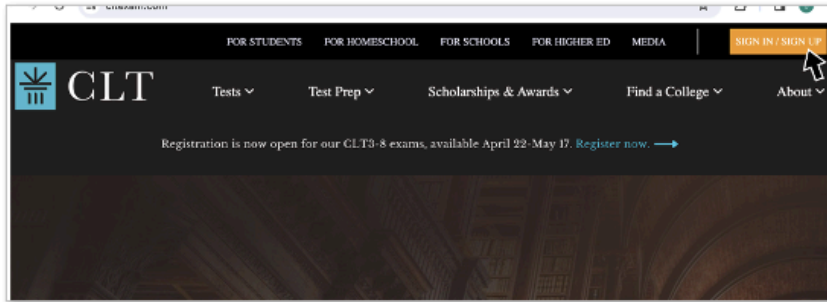 FOR STUDENTS FOR HOMESCHOOL FOR SCHOOLS FOR HIGHER ED MEDIA SIGN IN / SIGN UP
CLT Tests Test Prep Scholarships & Awards Find a College About
Registration is now open for our CLT3-8 exams, available April 22-May 17. Register now.